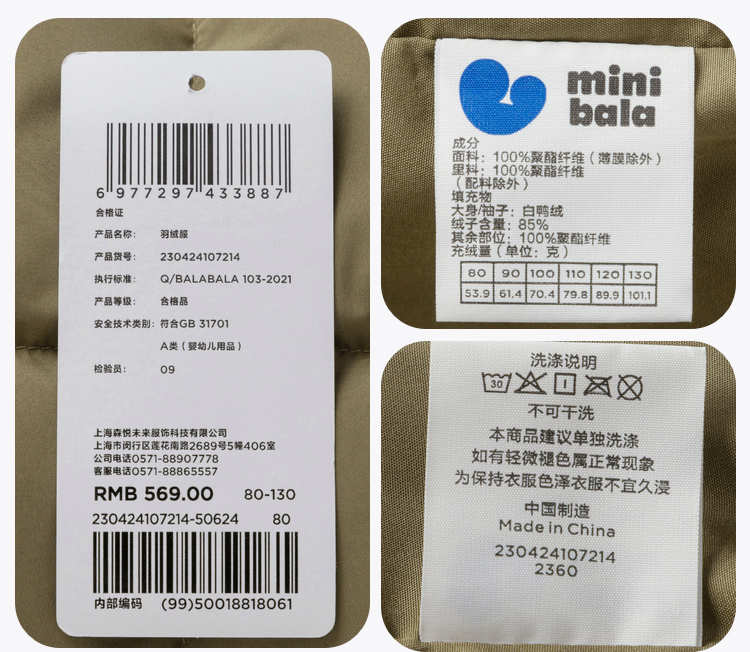 6 977297 433887
合格证
产品名称: 羽绒服
产品货号: 230424107214
执行标准: Q/BALABALA 103-2021
产品等级: 合格品
安全技术类别: 符合GB 31701
A类（婴幼儿用品）
检验员: 09
上海森悦未来服饰科技有限公司
上海市闵行区莲花南路2689号5幢406室
公司电话0571-88907778
客服电话0571-88865557
RMB 569.00 80-130
230424107214-50624 80
内部编码 (99)50018818061
mini
bala
成分
面料: 100%聚酯纤维（薄膜除外）
里料: 100%聚酯纤维
（配料除外）
填充物
大身/袖子: 白鸭绒
绒子含量: 85%
其余部位: 100%聚酯纤维
充绒量（单位: 克）
80 90 100 110 120 130
53.9 61.4 70.4 79.8 89.9 101.1
洗涤说明
30
不可干洗
本商品建议单独洗涤
如有轻微褪色属正常现象
为保持衣服色泽衣服不宜久浸
中国制造
Made in China
230424107214
2360